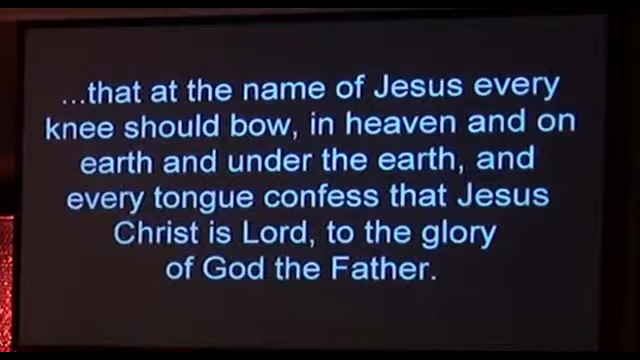 ...that at the name of Jesus every
knee should bow, in heaven and on
earth and under the earth, and
every tongue confess that Jesus
Christ is Lord, to the glory
of God the Father.